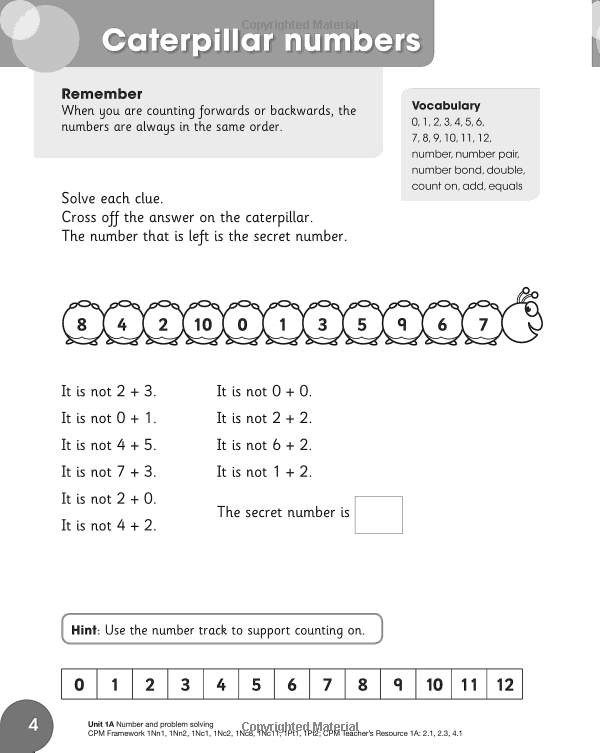 Copyrighted Material
Caterpillar numbers
Remember
When you are counting forwards or backwards, the
numbers are always in the same order.
Vocabulary
0, 1, 2, 3, 4, 5, 6,
7, 8, 9, 10, 11, 12,
number, number pair,
number bond, double,
count on, add, equals
Solve each clue.
Cross off the answer on the caterpillar.
The number that is left is the secret number.
8 4 2 10 0 1 3 5 9 6 7
It is not 2 + 3.
It is not 0 + 1.
It is not 4 + 5.
It is not 7 + 3.
It is not 2 + 0.
It is not 4 + 2.
It is not 0 + 0.
It is not 2 + 2.
It is not 6 + 2.
It is not 1 + 2.
The secret number is
Hint: Use the number track to support counting on.
0 1 2 3 4 5 6 7 8 9 10 11 12
4
Unit 1A Number and problem solving
CPM Framework 1Nn1, 1Nn2, 1Nc1, 1Nc2, 1Nc8, 1Nc11, 1Pt1, 1Pt2; CPM Teacher's Resource 1A: 2.1, 2.3, 4.1
Copyrighted Material